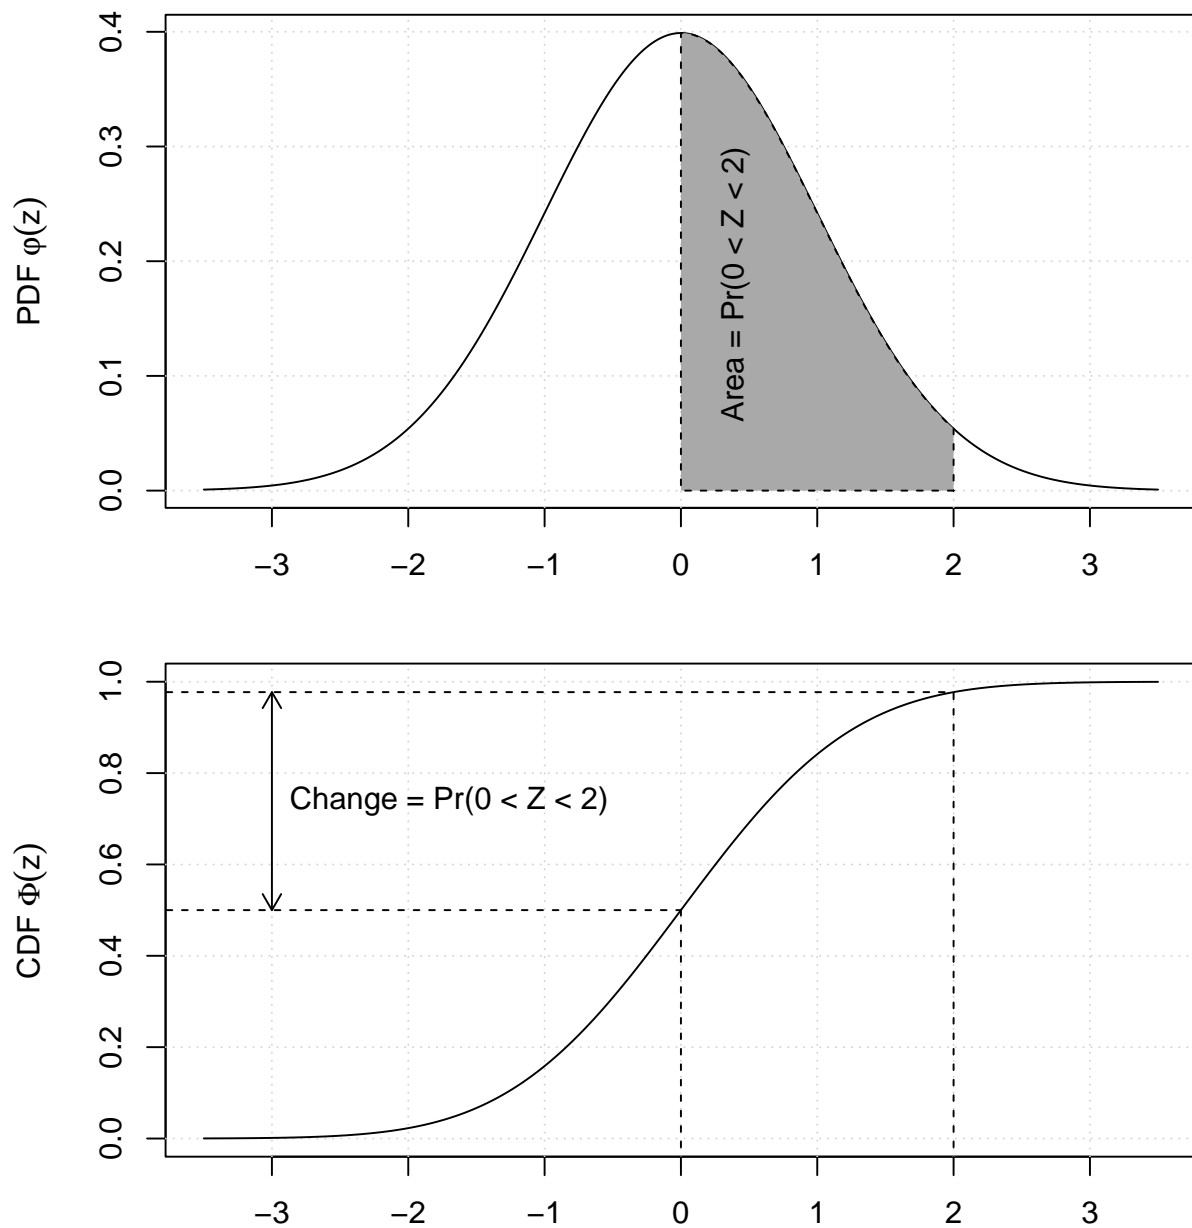 PDF φ(z)
0.4
0.3
0.2
0.1
0.0
Area = Pr(0 < Z < 2)
−3 −2 −1 0 1 2 3
CDF Φ(z)
1.0
0.8
0.6
0.4
0.2
0.0
Change = Pr(0 < Z < 2)
−3 −2 −1 0 1 2 3